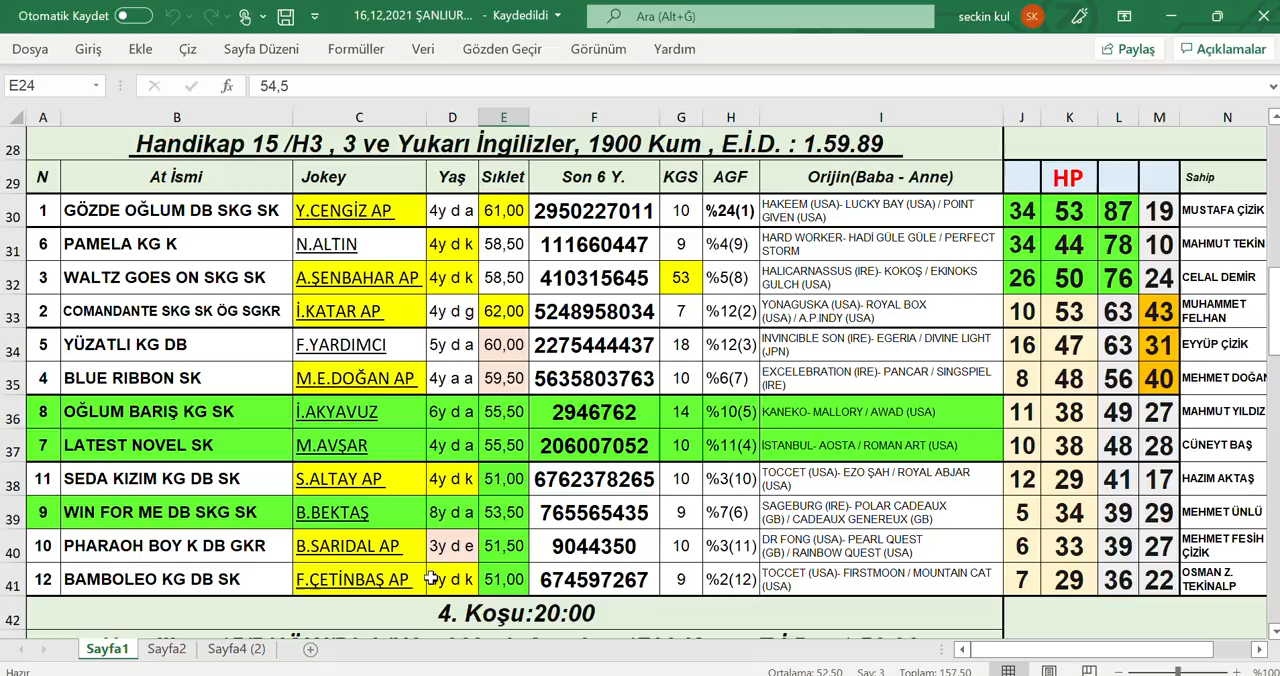 Otomatik Kaydet
16,12,2021 ŞANLIUR... - Kaydedildi
Ara (Alt+Ğ)
seckin kul SK
Dosya Giriş Ekle Çiz Sayfa Düzeni Formüller Veri Gözden Geçir Görünüm Yardım Paylaş Açıklamalar
E24 fx 54,5
A B C D E F G H I J K L M N
28 Handikap 15 /H3 , 3 ve Yukarı İngilizler, 1900 Kum , E.İ.D. : 1.59.89
29 N At İsmi Jokey Yaş Sıklet Son 6 Y. KGS AGF Orijin(Baba - Anne) HP Sahip
30 1 GÖZDE OĞLUM DB SKG SK Y.CENGİZ AP 4y d a 61,00 2950227011 10 %24(1) HAKEEM (USA)- LUCKY BAY (USA) / POINT GIVEN (USA) 34 53 87 19 MUSTAFA ÇİZİK
31 6 PAMELA KG K N.ALTIN 4y d k 58,50 111660447 9 %4(9) HARD WORKER- HADİ GÜLE GÜLE / PERFECT STORM 34 44 78 10 MAHMUT TEKİN
32 3 WALTZ GOES ON SKG SK A.ŞENBAHAR AP 4y d k 58,50 410315645 53 %5(8) HALICARNASSUS (IRE)- KOKOŞ / EKINOKS GULCH (USA) 26 50 76 24 CELAL DEMİR
33 2 COMANDANTE SKG SK ÖG SGKR İ.KATAR AP 4y d g 62,00 5248958034 7 %12(2) YONAGUSKA (USA)- ROYAL BOX (USA) / A.P.INDY (USA) 10 53 63 43 MUHAMMET FELHAN
34 5 YÜZATLI KG DB F.YARDIMCI 5y d a 60,00 2275444437 18 %12(3) INVINCIBLE SON (IRE)- EGERIA / DIVINE LIGHT (JPN) 16 47 63 31 EYYÜP ÇİZİK
35 4 BLUE RIBBON SK M.E.DOĞAN AP 4y a a 59,50 5635803763 10 %6(7) EXCELEBRATION (IRE)- PANCAR / SINGSPIEL (IRE) 8 48 56 40 MEHMET DOĞAN
36 8 OĞLUM BARIŞ KG SK İ.AKYAVUZ 6y d a 55,50 2946762 14 %10(5) KANEKO- MALLORY / AWAD (USA) 11 38 49 27 MAHMUT YILDIZ
37 7 LATEST NOVEL SK M.AVŞAR 4y d a 55,50 206007052 10 %11(4) İSTANBUL- AOSTA / ROMAN ART (USA) 10 38 48 28 CÜNEYT BAŞ
38 11 SEDA KIZIM KG DB SK S.ALTAY AP 4y d k 51,00 6762378265 10 %3(10) TOCCET (USA)- EZO ŞAH / ROYAL ABJAR (USA) 12 29 41 17 HAZIM AKTAŞ
39 9 WIN FOR ME DB SKG SK B.BEKTAŞ 8y d a 53,50 765565435 9 %7(6) SAGEBURG (IRE)- POLAR CADEAUX (GB) / CADEAUX GENEREUX (GB) 5 34 39 29 MEHMET ÜNLÜ
40 10 PHARAOH BOY K DB GKR B.SARIDAL AP 3y d e 51,50 9044350 10 %3(11) DR FONG (USA)- PEARL QUEST (GB) / RAINBOW QUEST (USA) 6 33 39 27 MEHMET FESİH ÇİZİK
41 12 BAMBOLEO KG DB SK F.ÇETİNBAŞ AP y d k 51,00 674597267 9 %2(12) TOCCET (USA)- FIRSTMOON / MOUNTAIN CAT (USA) 7 29 36 22 OSMAN Z. TEKİNALP
42 4. Koşu:20:00
Sayfa1 Sayfa2 Sayfa4 (2)
Hazır Ortalama: 52,50 Say: 3 Toplam: 157,50 %100